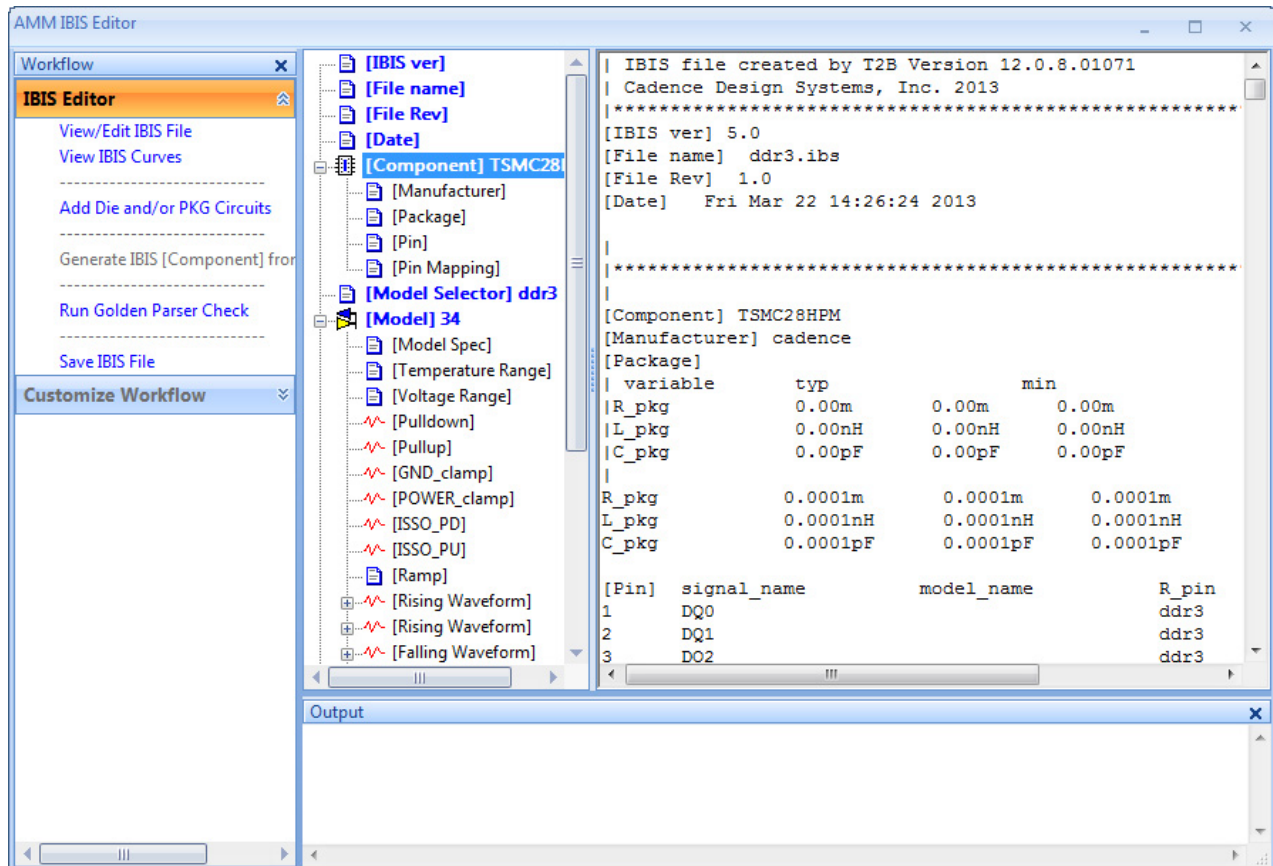 AMM IBIS Editor
Workflow
IBIS Editor
View/Edit IBIS File
View IBIS Curves
---------------------------
Add Die and/or PKG Circuits
---------------------------
Generate IBIS [Component] fror
---------------------------
Run Golden Parser Check
---------------------------
Save IBIS File
Customize Workflow
[IBIS ver]
[File name]
[File Rev]
[Date]
[Component] TSMC28H
[Manufacturer]
[Package]
[Pin]
[Pin Mapping]
[Model Selector] ddr3
[Model] 34
[Model Spec]
[Temperature Range]
[Voltage Range]
[Pulldown]
[Pullup]
[GND_clamp]
[POWER_clamp]
[ISSO_PD]
[ISSO_PU]
[Ramp]
[Rising Waveform]
[Rising Waveform]
[Falling Waveform]
| IBIS file created by T2B Version 12.0.8.01071
| Cadence Design Systems, Inc. 2013
|*********************************************************
[IBIS ver] 5.0
[File name] ddr3.ibs
[File Rev] 1.0
[Date] Fri Mar 22 14:26:24 2013
|
|*********************************************************
|
[Component] TSMC28HPM
[Manufacturer] cadence
[Package]
| variable typ min
|R_pkg 0.00m 0.00m 0.00m
|L_pkg 0.00nH 0.00nH 0.00nH
|C_pkg 0.00pF 0.00pF 0.00pF
|
R_pkg 0.0001m 0.0001m 0.0001m
L_pkg 0.0001nH 0.0001nH 0.0001nH
C_pkg 0.0001pF 0.0001pF 0.0001pF
[Pin] signal_name model_name R_pin
1 DQ0 ddr3
2 DQ1 ddr3
3 DQ2 ddr3
Output